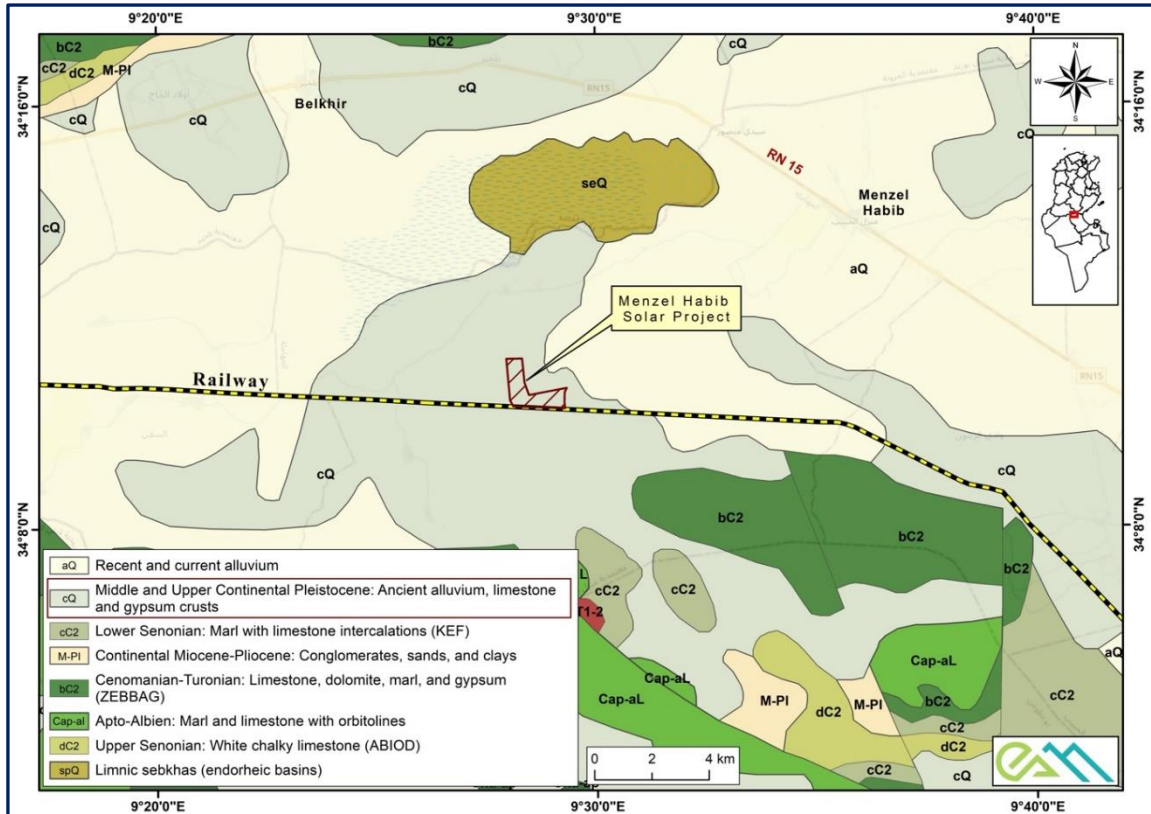 9°20'0"E
9°30'0"E
9°40'0"E
34°16'0"N
34°16'0"N
34°8'0"N
34°8'0"N
bC2
cC2
dC2
M-PI
cQ
cQ
bC2
cQ
cQ
cQ
cQ
N
W
E
S
Belkhir
RN15
RN 15
seQ
Menzel
Habib
aQ
Menzel Habib
Solar Project
RN15
Railway
cQ
cQ
bC2
bC2
bC2
cC2
cC2
L
T1-2
Cap-aL
Cap-aL
Cap-aL
M-PI
M-PI
dC2
bC2
cC2
dC2
cC2
cQ
cC2
aQ
aQ Recent and current alluvium
cQ Middle and Upper Continental Pleistocene: Ancient alluvium, limestone
and gypsum crusts
cC2 Lower Senonian: Marl with limestone intercalations (KEF)
M-PI Continental Miocene-Pliocene: Conglomerates, sands, and clays
bC2 Cenomanian-Turonian: Limestone, dolomite, marl, and gypsum
(ZEBBAG)
Cap-al Apto-Albien: Marl and limestone with orbitolines
dC2 Upper Senonian: White chalky limestone (ABIOD)
spQ Limnic sebkhas (endorheic basins)
0 2 4 km
9°20'0"E
9°30'0"E
9°40'0"E